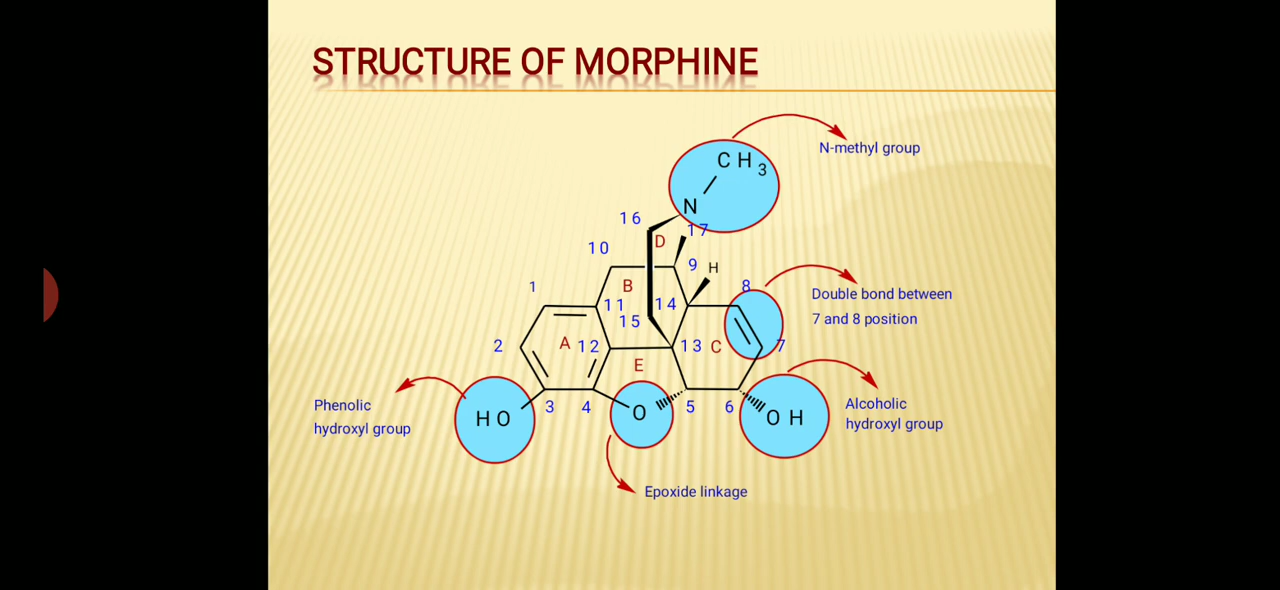 STRUCTURE OF MORPHINE
CH3
N-methyl group
N
16
17
D
10
9
H
B
8
1
Double bond between
11
14
15
7 and 8 position
2
A
12
13
C
7
E
Phenolic
hydroxyl group
HO
3
4
O
5
6
OH
Alcoholic
hydroxyl group
Epoxide linkage